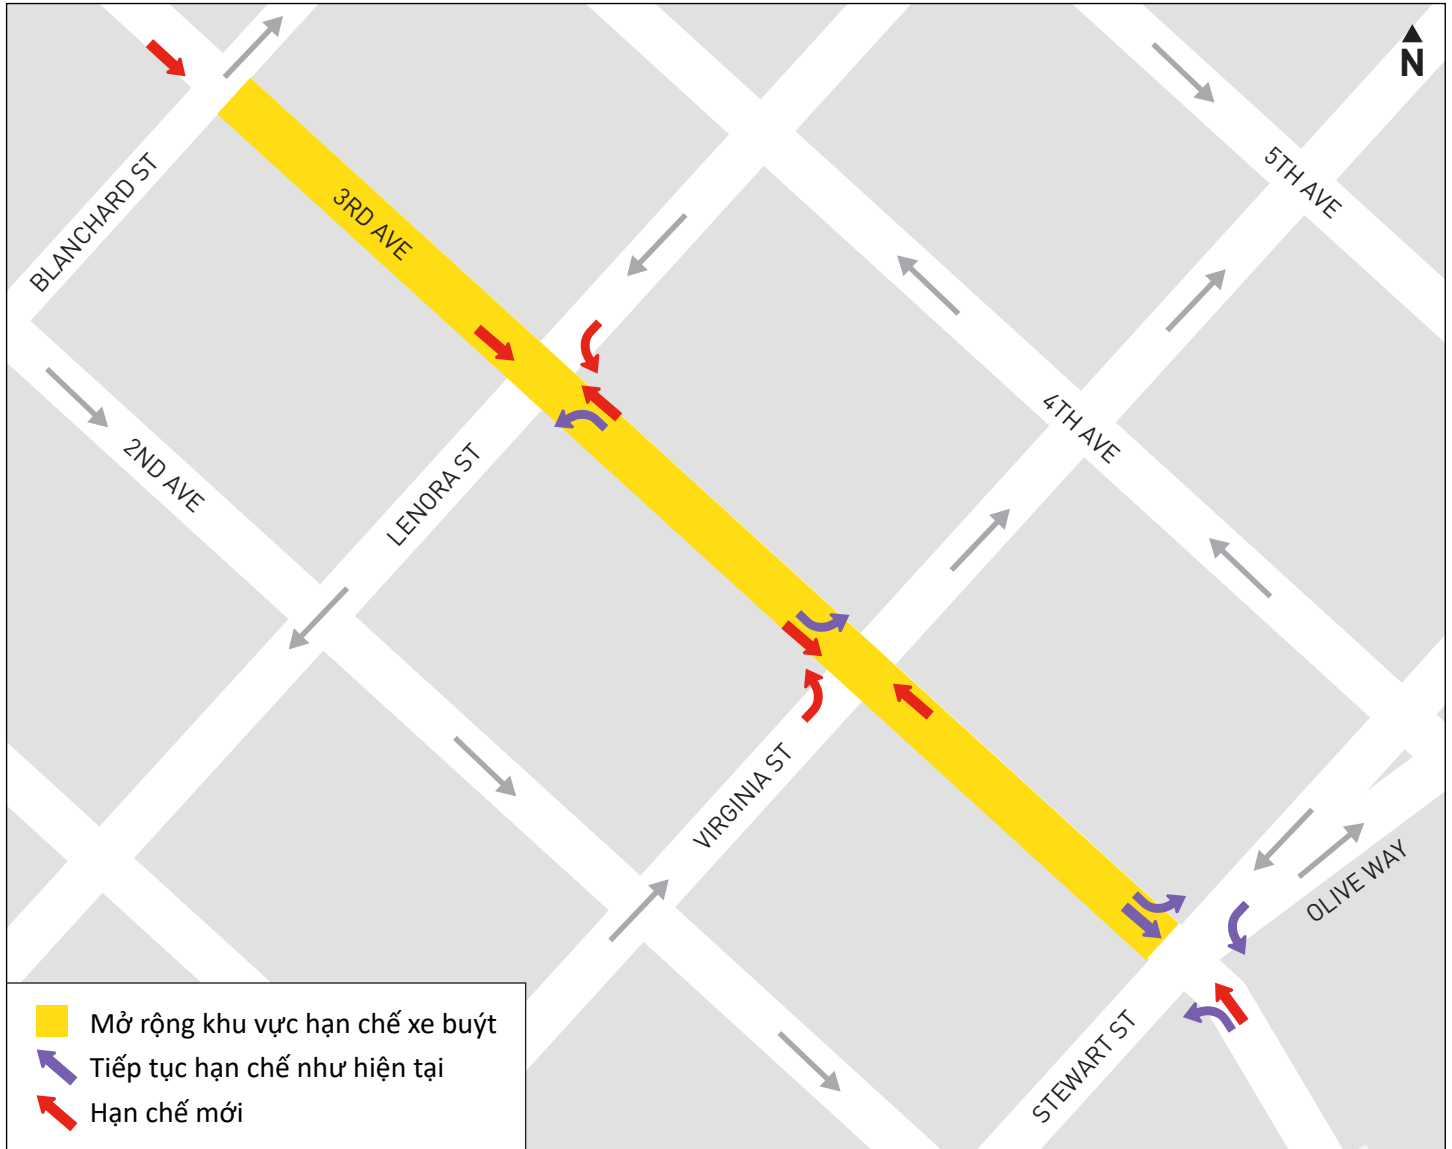 N
5TH AVE
BLANCHARD ST
3RD AVE
4TH AVE
2ND AVE
LENORA ST
VIRGINIA ST
OLIVE WAY
STEWART ST
Mở rộng khu vực hạn chế xe buýt
Tiếp tục hạn chế như hiện tại
Hạn chế mới